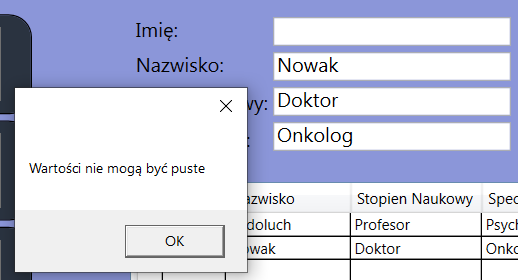 Imię:
Nazwisko: Nowak
wy: Doktor
Onkolog
Wartości nie mogą być puste
OK
azwisko Stopien Naukowy Spec
doluch Profesor Psych
owak Doktor Onko